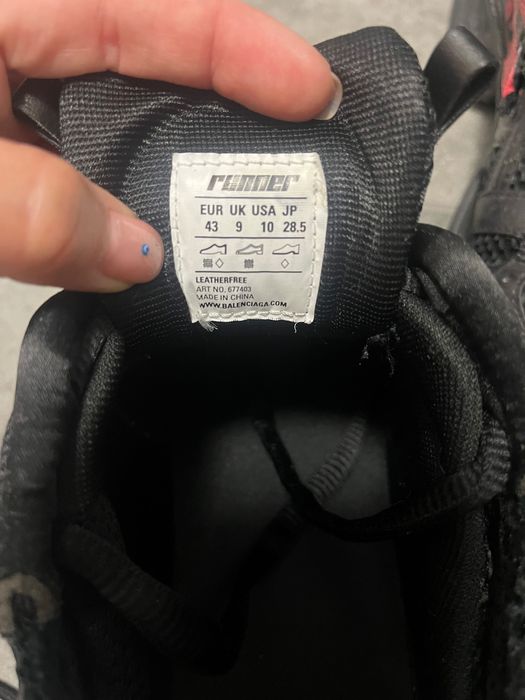 runner
EUR UK USA JP
43 9 10 28.5
LEATHERFREE
ART NO. 677403
MADE IN CHINA
WWW.BALENCIAGA.COM